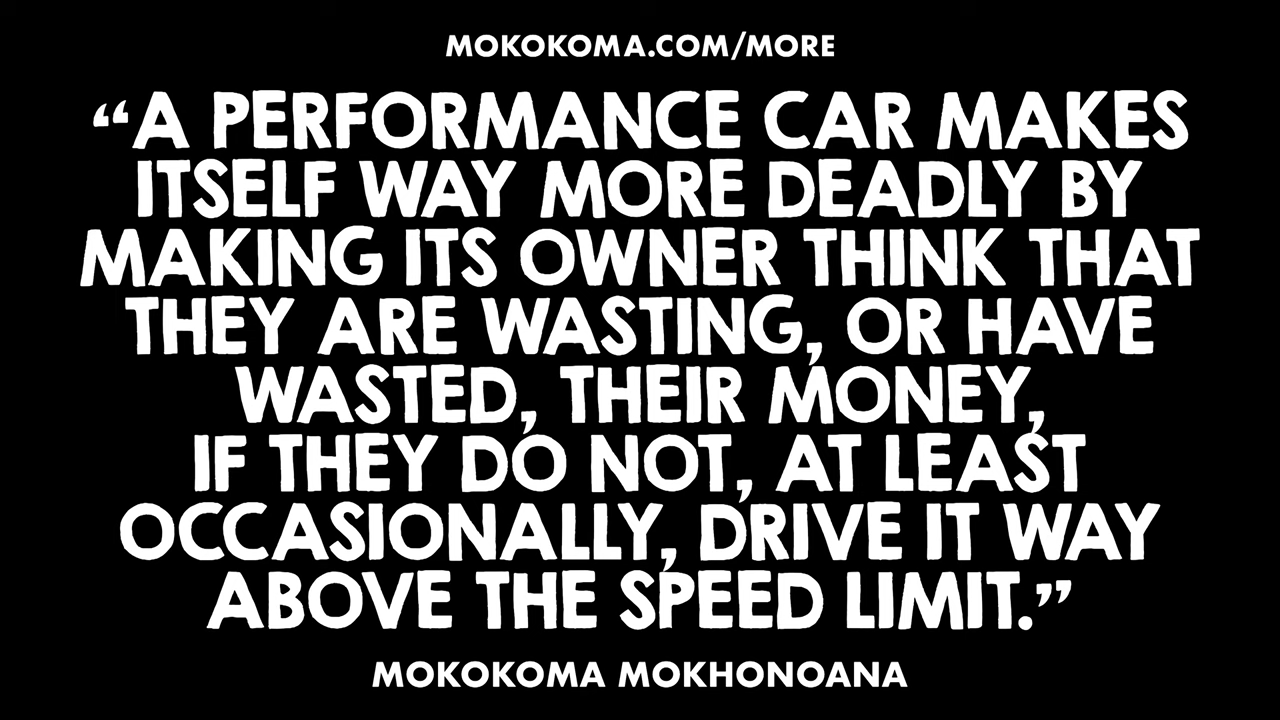 MOKOKOMA.COM/MORE
“A PERFORMANCE CAR MAKES
ITSELF WAY MORE DEADLY BY
MAKING ITS OWNER THINK THAT
THEY ARE WASTING, OR HAVE
WASTED, THEIR MONEY,
IF THEY DO NOT, AT LEAST
OCCASIONALLY, DRIVE IT WAY
ABOVE THE SPEED LIMIT.”
MOKOKOMA MOKHONOANA